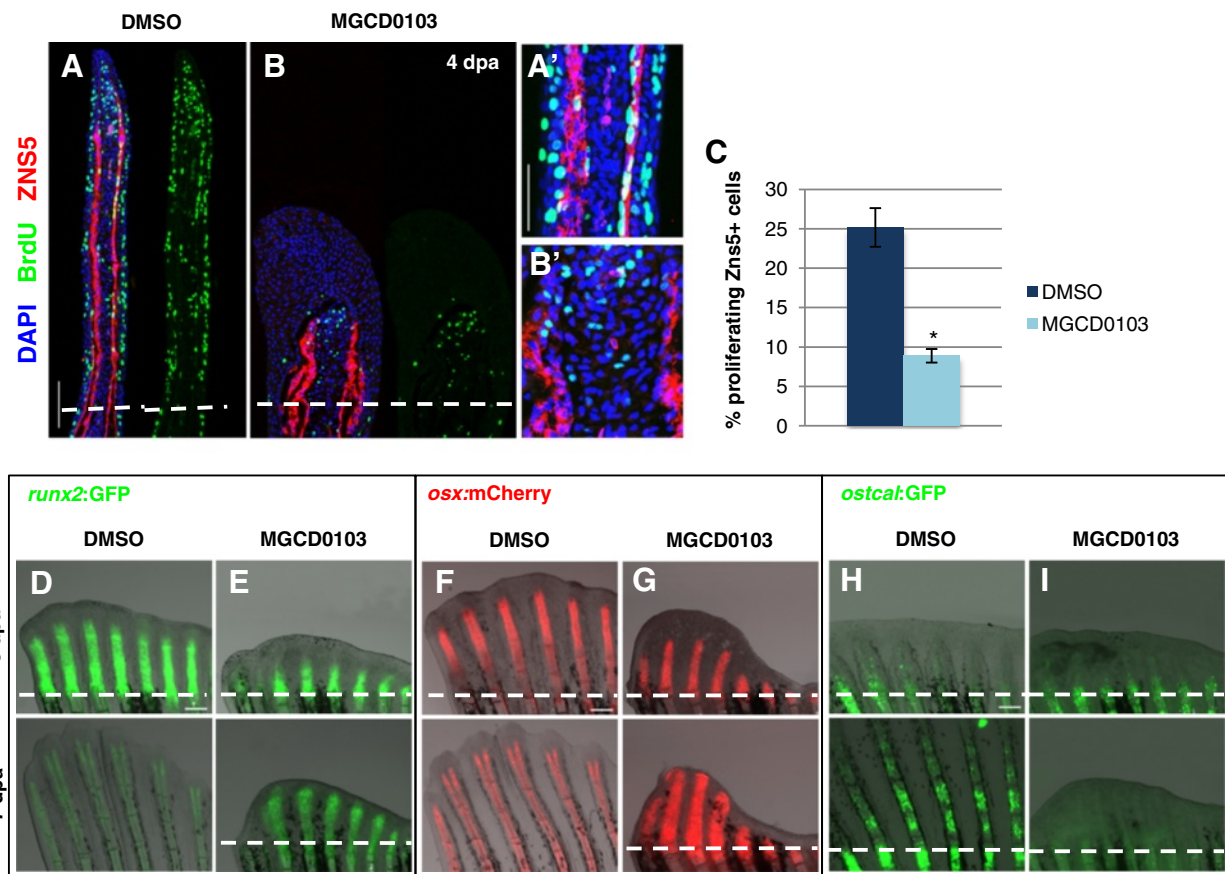 DMSO MGCD0103
A B 4 dpa A' B'
DAPI BrdU ZNS5
C
% proliferating Zns5+ cells
30
25
20
15
10
5
0
*
DMSO
MGCD0103
runx2:GFP osx:mCherry ostcal:GFP
DMSO MGCD0103 DMSO MGCD0103 DMSO MGCD0103
D E F G H I